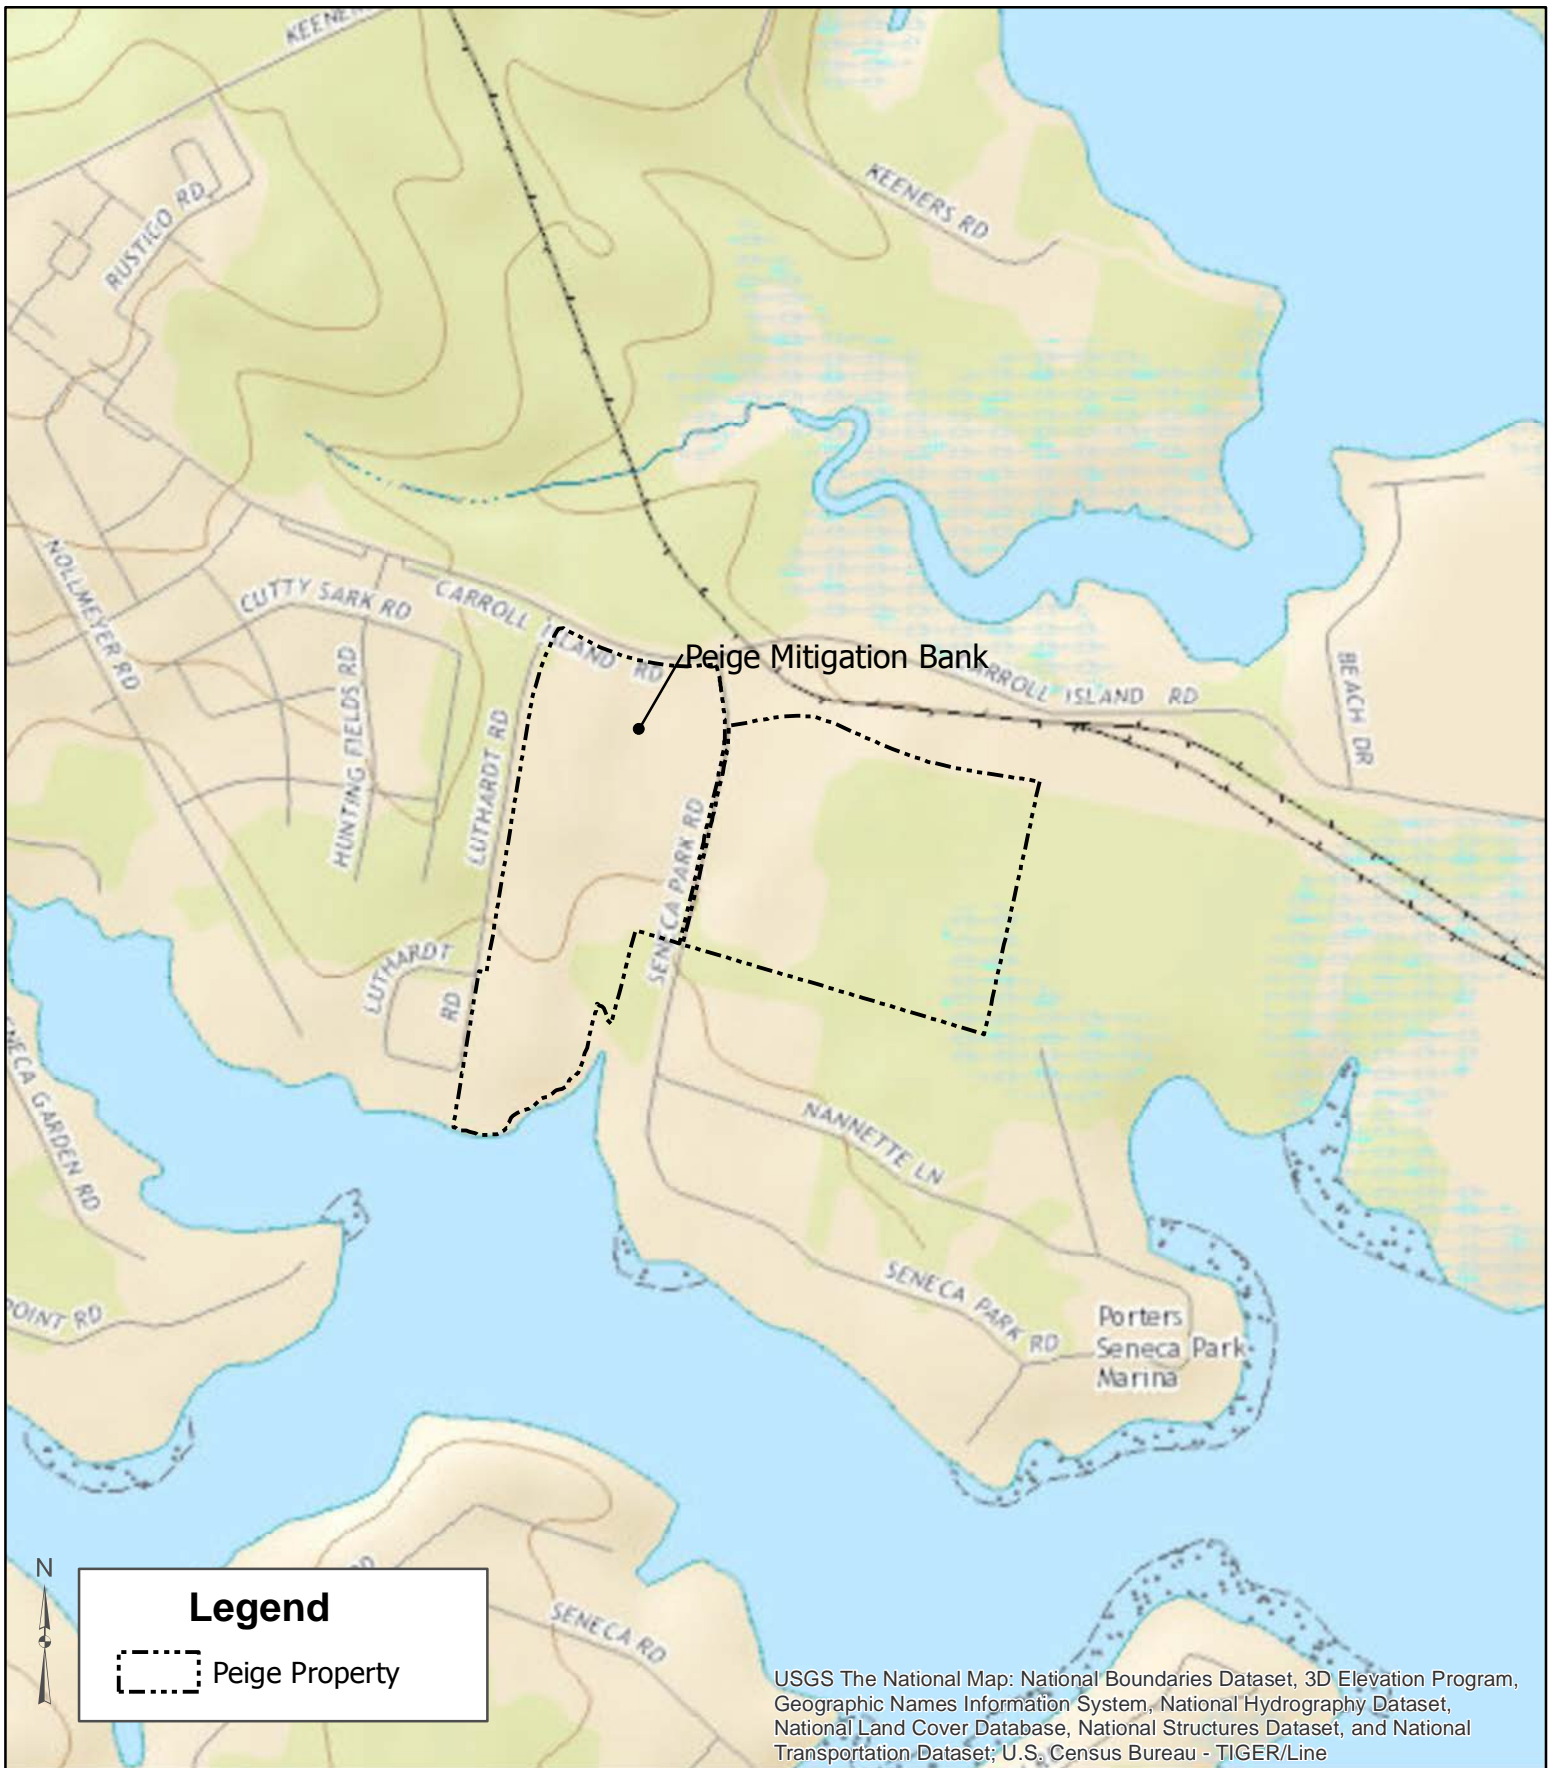 KEENERS RD
RUSTIGO RD
NOLLMEYER RD
CUTTY SARK RD
CARROLL ISLAND RD
Peige Mitigation Bank
CARROLL ISLAND RD
BEACH DR
HUNTING FIELDS RD
LUTHARDT RD
SENECA PARK RD
LUTHARDT
RD
GARDEN RD
NANNETTE LN
POINT RD
SENECA PARK RD
Porters
Seneca Park
Marina
N
Legend
Peige Property
SENECA RD
USGS The National Map: National Boundaries Dataset, 3D Elevation Program,
Geographic Names Information System, National Hydrography Dataset,
National Land Cover Database, National Structures Dataset, and National
Transportation Dataset; U.S. Census Bureau - TIGER/Line